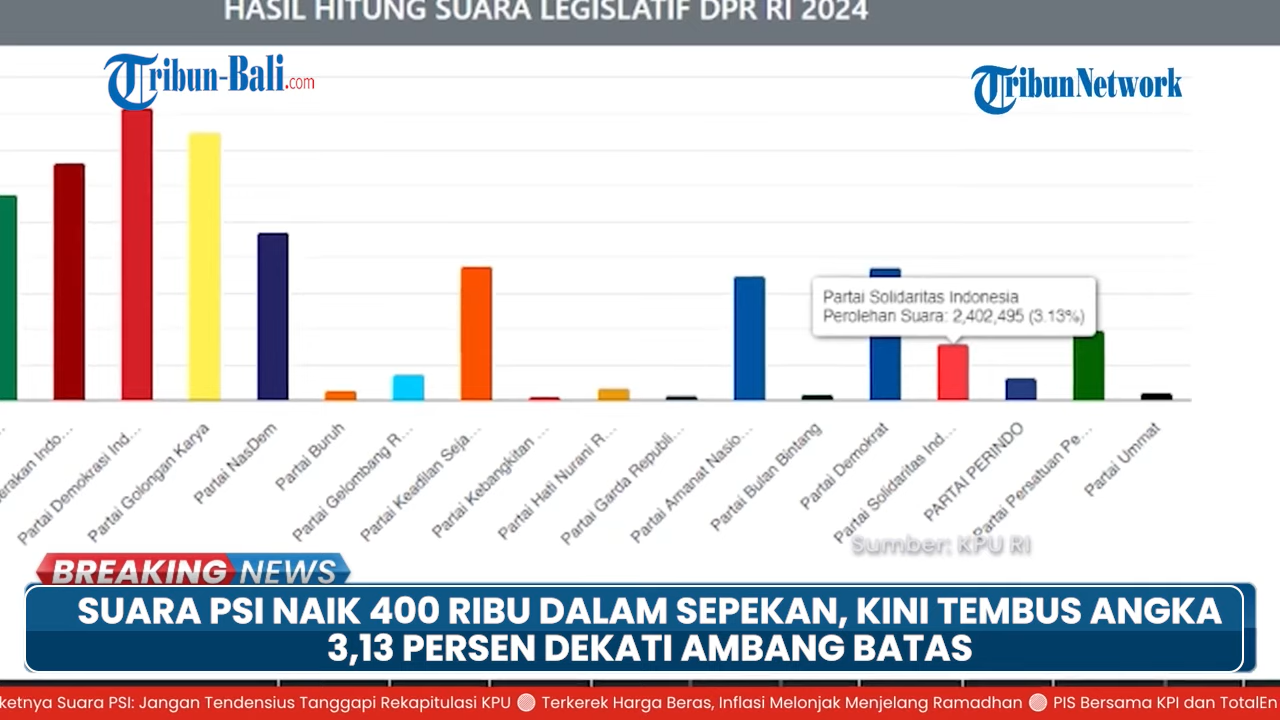 HASIL HITUNG SUARA LEGISLATIF DPR RI 2024
Tribun-Bali.com
TribunNetwork
Partai Solidaritas Indonesia
Perolehan Suara: 2,402,495 (3.13%)
erakan Indo...
Partai Demokrasi Ind...
Partai Golongan Karya
Partai NasDem
Partai Buruh
Partai Gelombang R...
Partai Keadilan Seja...
Partai Kebangkitan ...
Partai Hati Nurani R...
Partai Garda Republi...
Partai Amanat Nasio...
Partai Bulan Bintang
Partai Demokrat
Partai Solidaritas Ind...
PARTAI PERINDO
Partai Persatuan Pe...
Partai Ummat
Sumber: KPU RI
BREAKING NEWS
SUARA PSI NAIK 400 RIBU DALAM SEPEKAN, KINI TEMBUS ANGKA
3,13 PERSEN DEKATI AMBANG BATAS
ketnya Suara PSI: Jangan Tendensius Tanggapi Rekapitulasi KPU Terkerek Harga Beras, Inflasi Melonjak Menjelang Ramadhan PIS Bersama KPI dan TotalEn